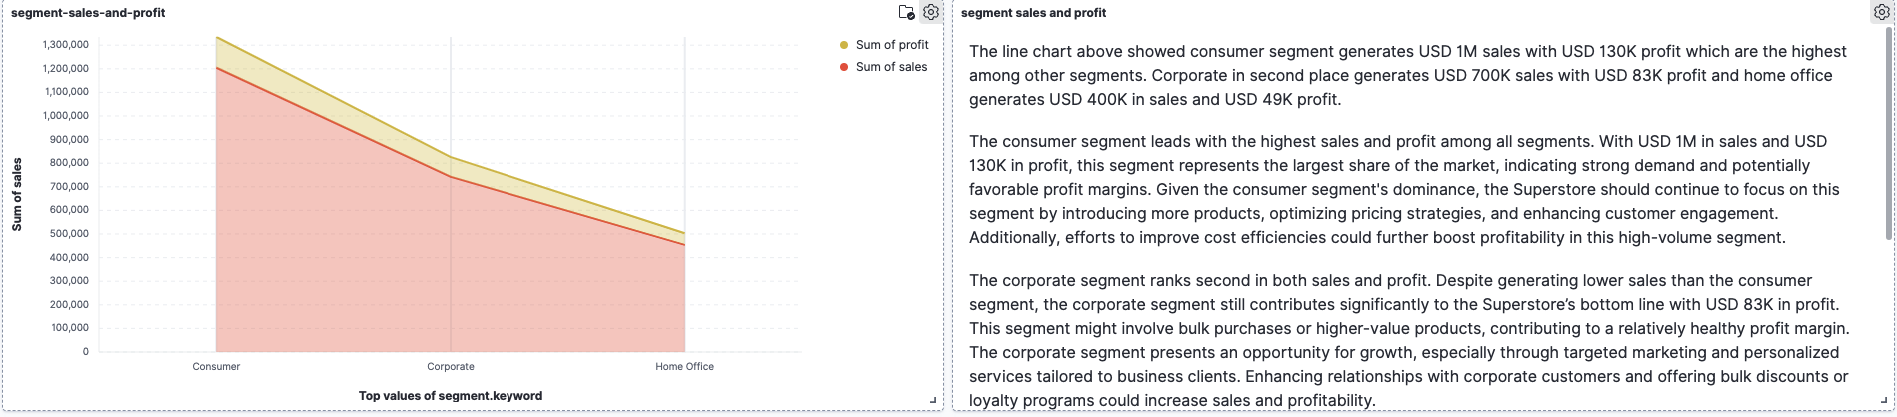 segment-sales-and-profit
1,300,000
1,200,000
1,100,000
1,000,000
900,000
800,000
700,000
600,000
500,000
400,000
300,000
200,000
100,000
0
Sum of sales
Consumer
Corporate
Home Office
Top values of segment.keyword
Sum of profit
Sum of sales
segment sales and profit
The line chart above showed consumer segment generates USD 1M sales with USD 130K profit which are the highest
among other segments. Corporate in second place generates USD 700K sales with USD 83K profit and home office
generates USD 400K in sales and USD 49K profit.
The consumer segment leads with the highest sales and profit among all segments. With USD 1M in sales and USD
130K in profit, this segment represents the largest share of the market, indicating strong demand and potentially
favorable profit margins. Given the consumer segment's dominance, the Superstore should continue to focus on this
segment by introducing more products, optimizing pricing strategies, and enhancing customer engagement.
Additionally, efforts to improve cost efficiencies could further boost profitability in this high-volume segment.
The corporate segment ranks second in both sales and profit. Despite generating lower sales than the consumer
segment, the corporate segment still contributes significantly to the Superstore’s bottom line with USD 83K in profit.
This segment might involve bulk purchases or higher-value products, contributing to a relatively healthy profit margin.
The corporate segment presents an opportunity for growth, especially through targeted marketing and personalized
services tailored to business clients. Enhancing relationships with corporate customers and offering bulk discounts or
loyalty programs could increase sales and profitability.